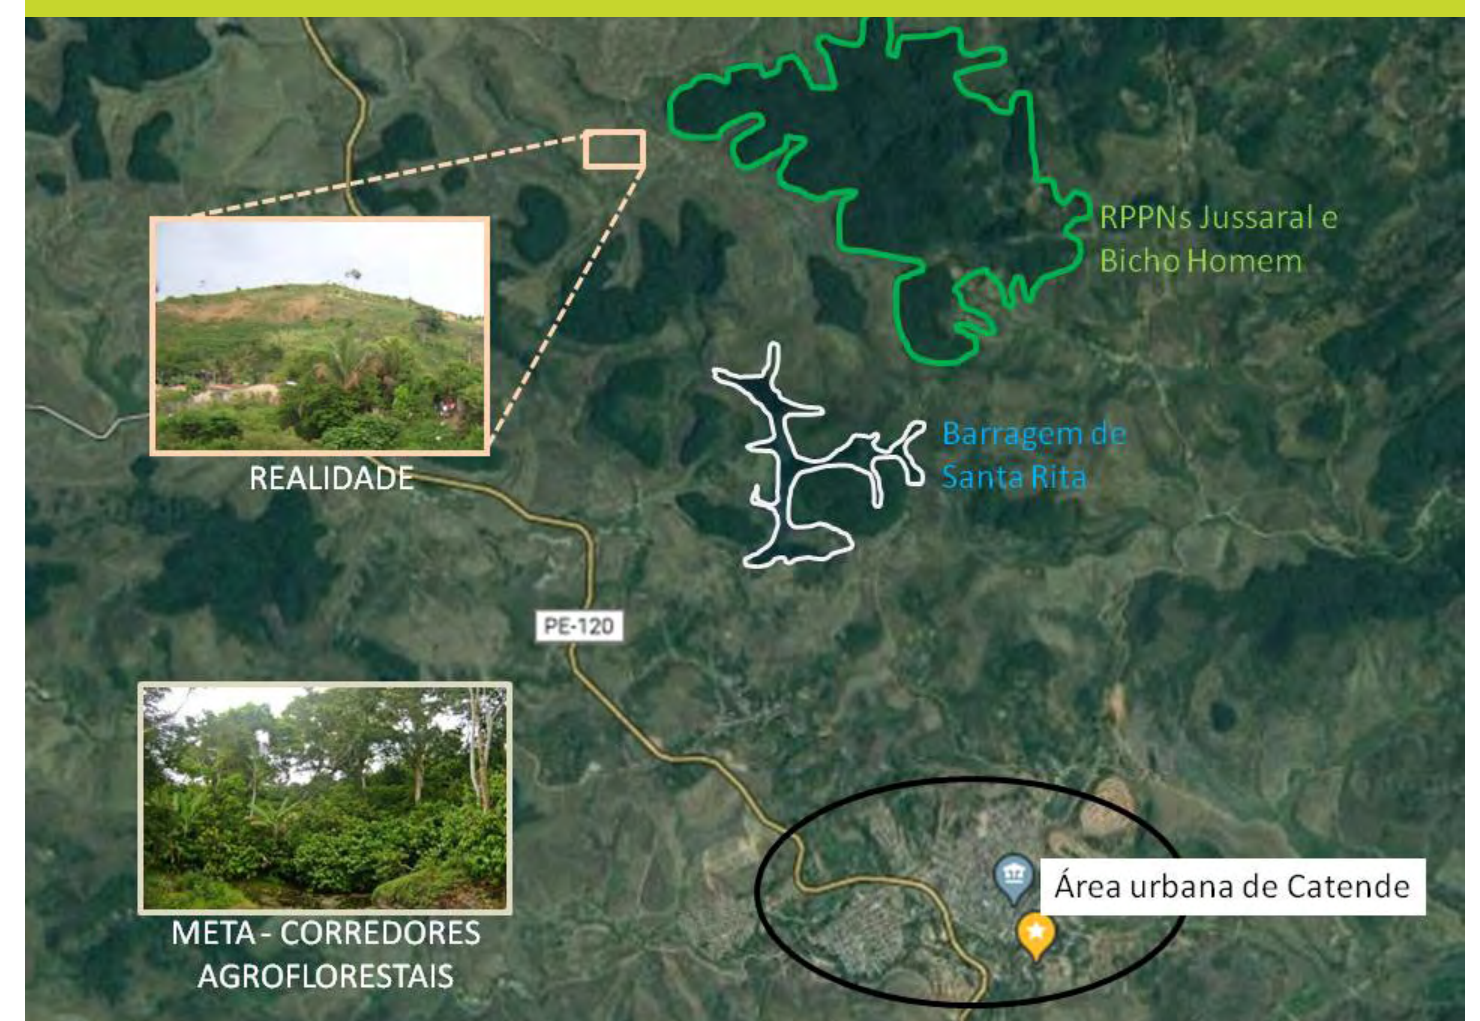 RPPNs Jussaral e
Bicho Homem
Barragem de
Santa Rita
REALIDADE
PE-120
Área urbana de Catende
META - CORREDORES
AGROFLORESTAIS